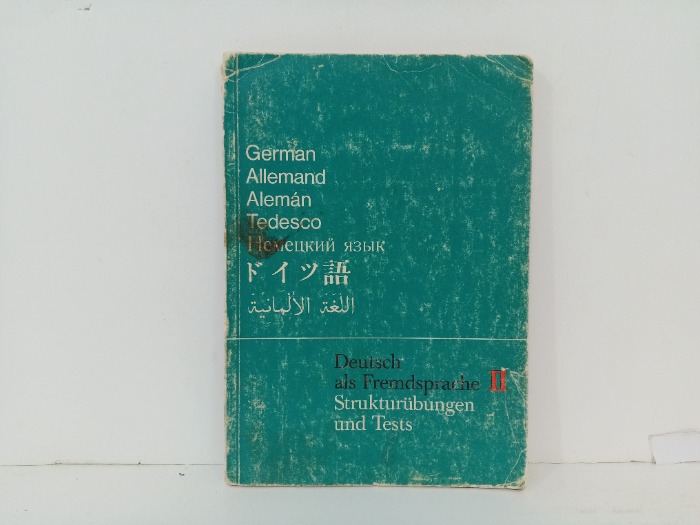 German
Allemand
Alemán
Tedesco
Немецкий язык
ドイツ語
اللغة الألمانية
Deutsch
als Fremdsprache II
Strukturübungen
und Tests